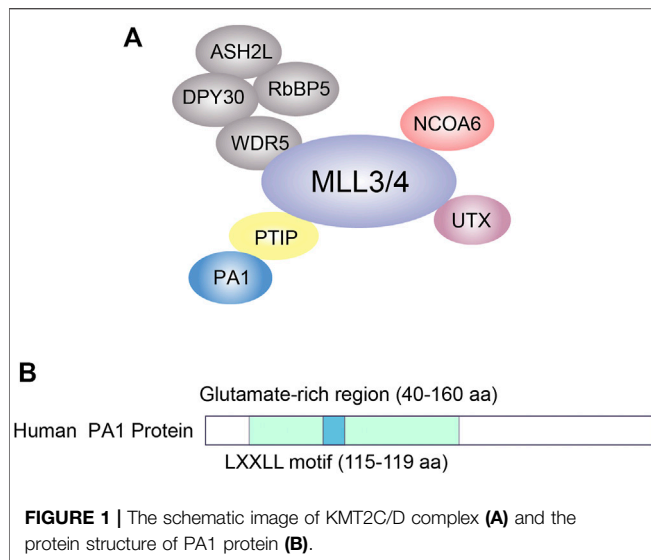 A
ASH2L
RbBP5
DPY30
WDR5
NCOA6
MLL3/4
UTX
PTIP
PA1
B
Glutamate-rich region (40-160 aa)
Human PA1 Protein
LXXLL motif (115-119 aa)
FIGURE 1 | The schematic image of KMT2C/D complex (A) and the
protein structure of PA1 protein (B).